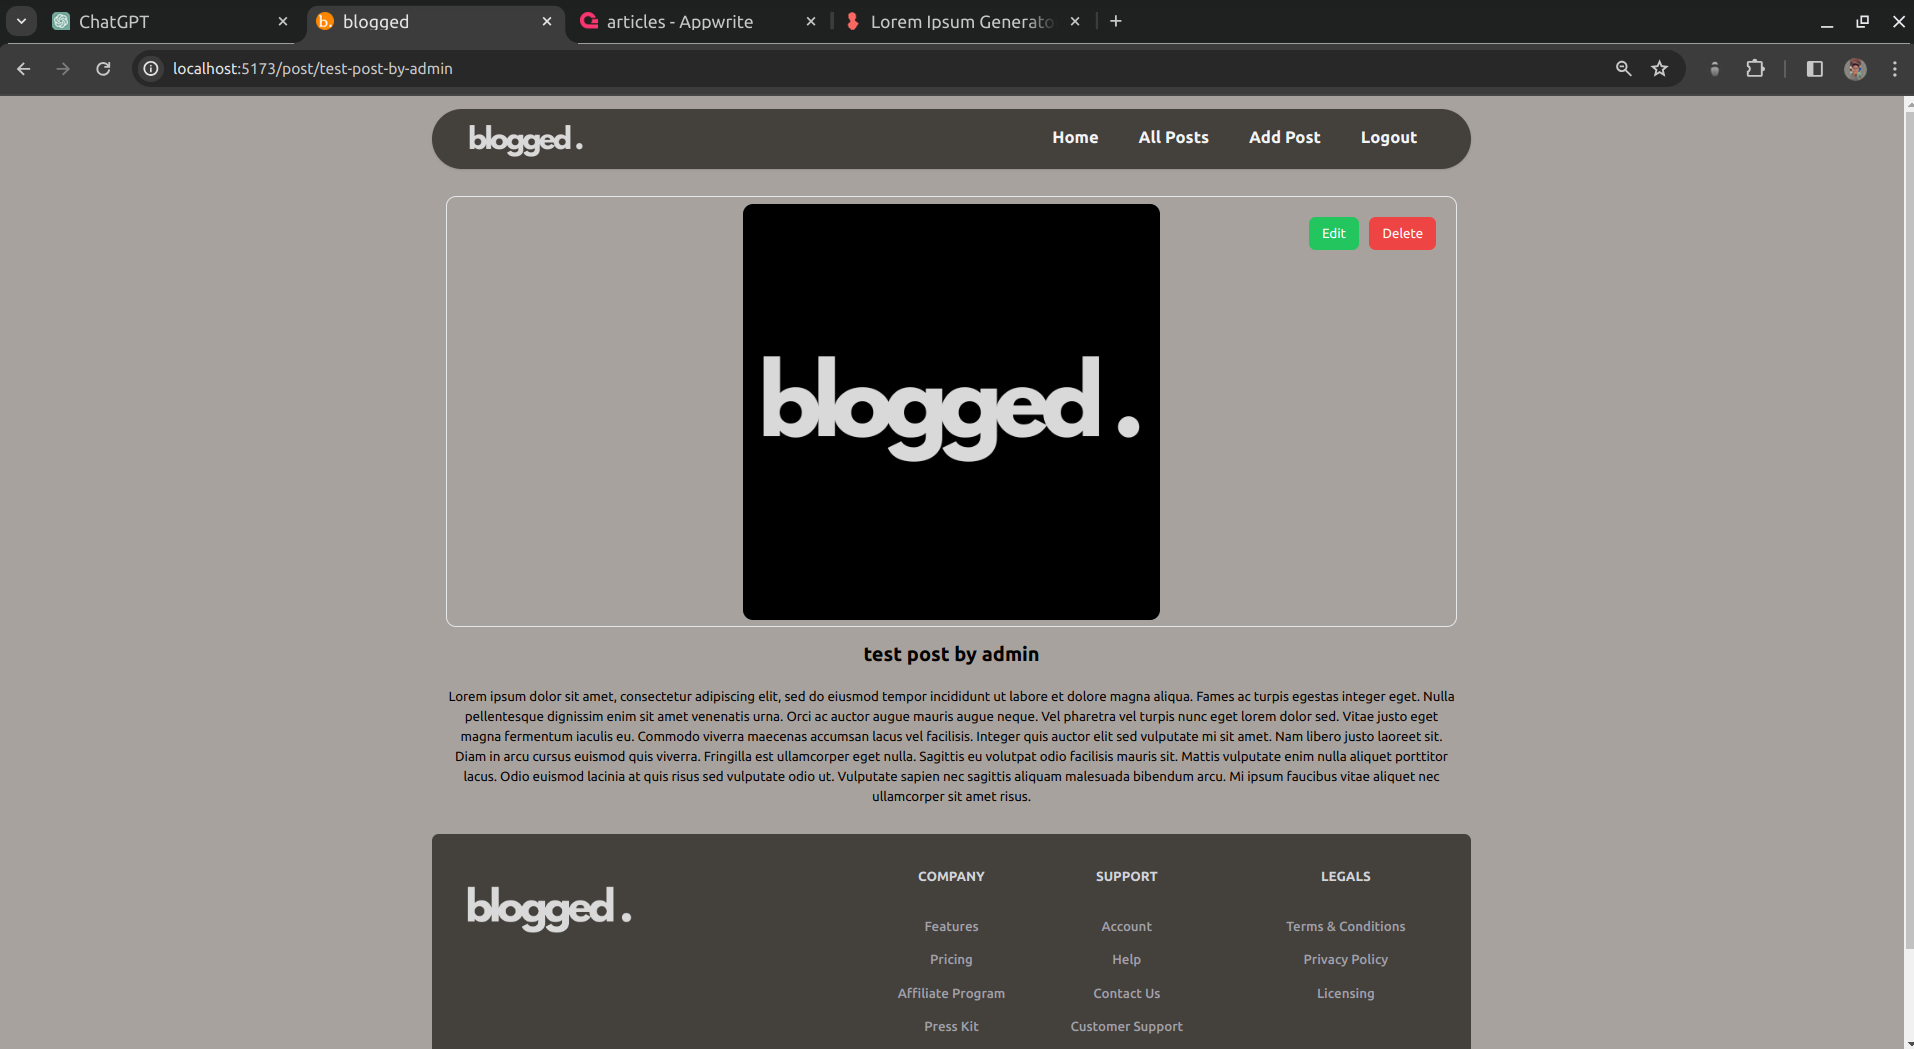 ChatGPT
blogged
articles - Appwrite
Lorem Ipsum Generato
localhost:5173/post/test-post-by-admin
blogged .
Home
All Posts
Add Post
Logout
Edit
Delete
blogged .
test post by admin
Lorem ipsum dolor sit amet, consectetur adipiscing elit, sed do eiusmod tempor incididunt ut labore et dolore magna aliqua. Fames ac turpis egestas integer eget. Nulla
pellentesque dignissim enim sit amet venenatis urna. Orci ac auctor augue mauris augue neque. Vel pharetra vel turpis nunc eget lorem dolor sed. Vitae justo eget
magna fermentum iaculis eu. Commodo viverra maecenas accumsan lacus vel facilisis. Integer quis auctor elit sed vulputate mi sit amet. Nam libero justo laoreet sit.
Diam in arcu cursus euismod quis viverra. Fringilla est ullamcorper eget nulla. Sagittis eu volutpat odio facilisis mauris sit. Mattis vulputate enim nulla aliquet porttitor
lacus. Odio euismod lacinia at quis risus sed vulputate odio ut. Vulputate sapien nec sagittis aliquam malesuada bibendum arcu. Mi ipsum faucibus vitae aliquet nec
ullamcorper sit amet risus.
blogged .
COMPANY
Features
Pricing
Affiliate Program
Press Kit
SUPPORT
Account
Help
Contact Us
Customer Support
LEGALS
Terms & Conditions
Privacy Policy
Licensing